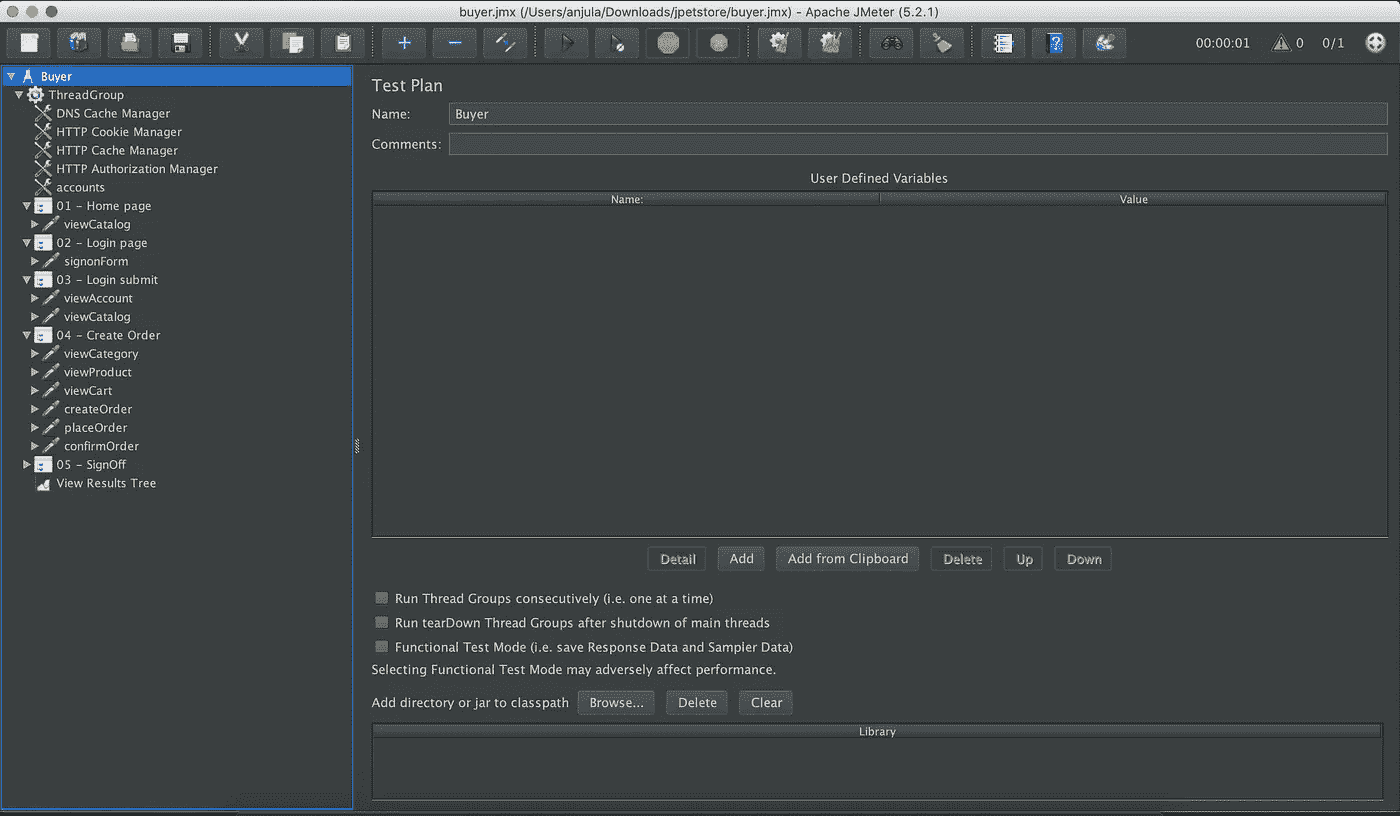 buyer.jmx (/Users/anjula/Downloads/jpetstore/buyer.jmx) - Apache JMeter (5.2.1)
00:00:01 0 0/1
Buyer
ThreadGroup
DNS Cache Manager
HTTP Cookie Manager
HTTP Cache Manager
HTTP Authorization Manager
accounts
01 - Home page
viewCatalog
02 - Login page
signonForm
03 - Login submit
viewAccount
viewCatalog
04 - Create Order
viewCategory
viewProduct
viewCart
createOrder
placeOrder
confirmOrder
05 - SignOff
View Results Tree
Test Plan
Name: Buyer
Comments:
User Defined Variables
Name: Value
Detail Add Add from Clipboard Delete Up Down
Run Thread Groups consecutively (i.e. one at a time)
Run tearDown Thread Groups after shutdown of main threads
Functional Test Mode (i.e. save Response Data and Sampler Data)
Selecting Functional Test Mode may adversely affect performance.
Add directory or jar to classpath Browse... Delete Clear
Library